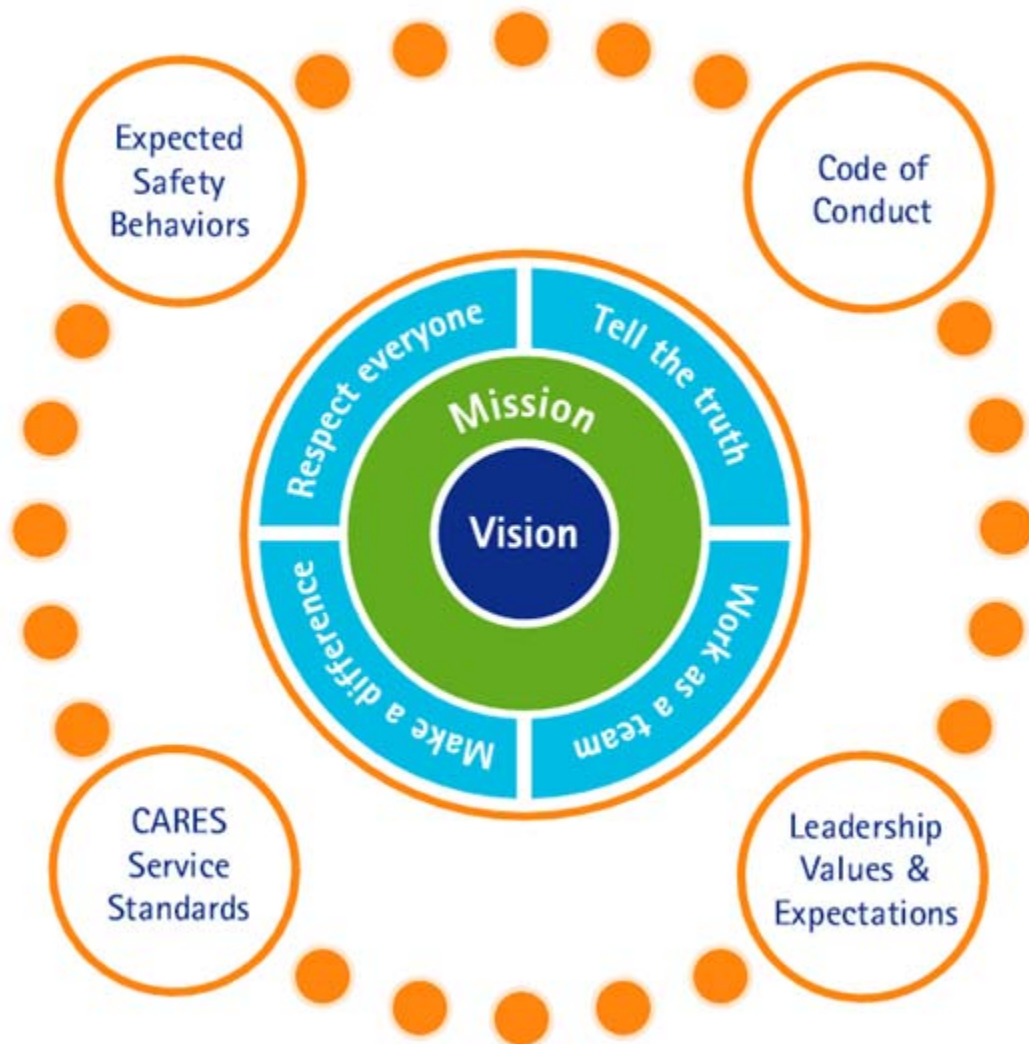 Expected
Safety
Behaviors
Code of
Conduct
Respect everyone
Tell the truth
Mission
Vision
Make a difference
Work as a team
CARES
Service
Standards
Leadership
Values &
Expectations